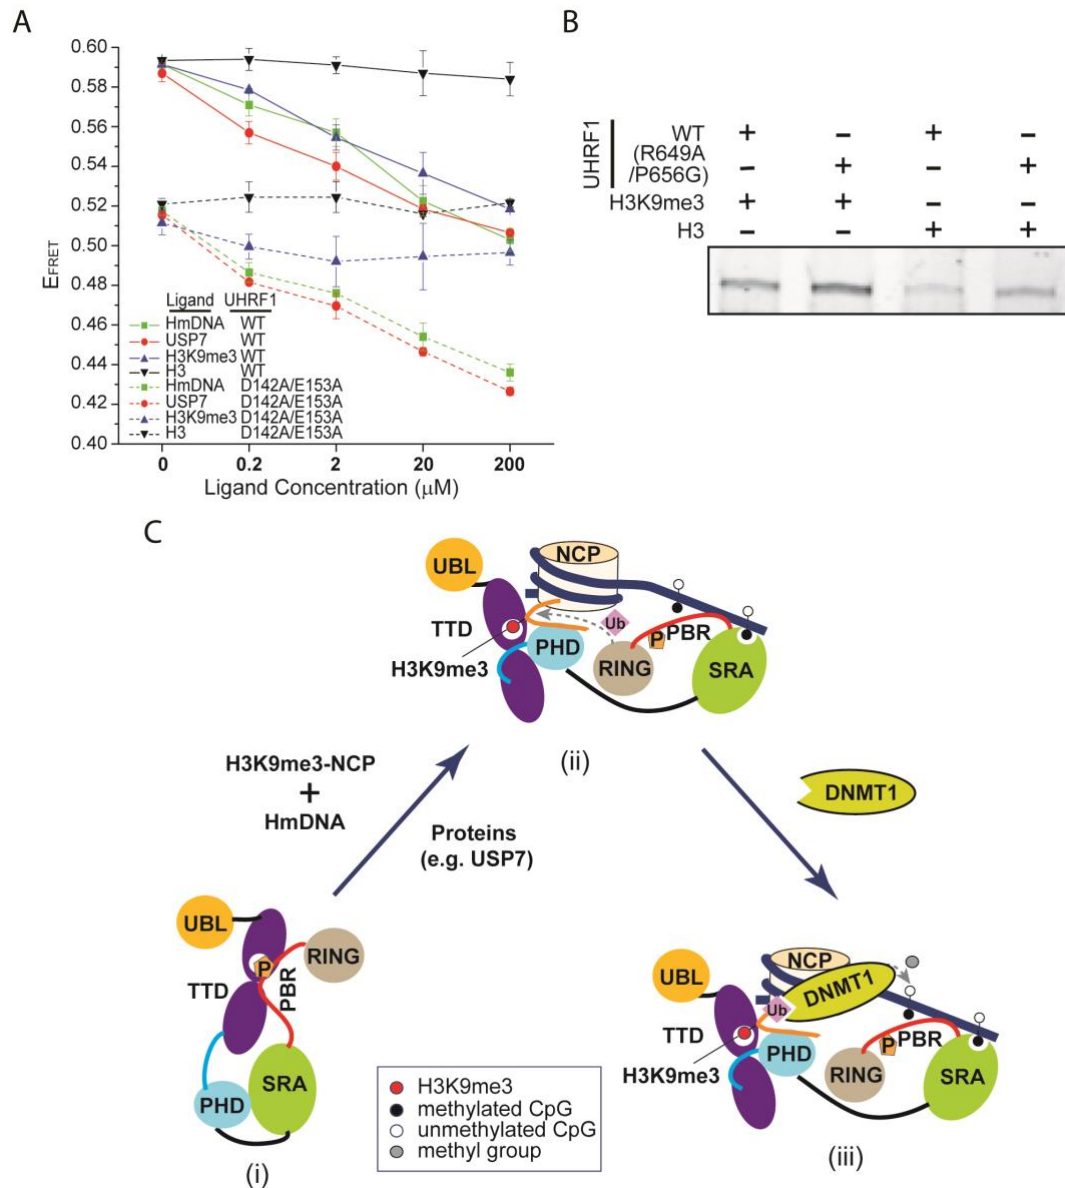 A
0.60
0.58
0.56
0.54
0.52
0.50
0.48
0.46
0.44
0.42
0.40
EFRET
Ligand UHRF1
HmDNA WT
USP7 WT
H3K9me3 WT
H3 WT
HmDNA D142A/E153A
USP7 D142A/E153A
H3K9me3 D142A/E153A
H3 D142A/E153A
0 0.2 2 20 200
Ligand Concentration (μM)
B
UHRF1
WT + – + –
(R649A
/P656G) – + – +
H3K9me3 + + – –
H3 – – + +
C
UBL
NCP
TTD
Ub
P PBR
H3K9me3
PHD
RING
SRA
(ii)
H3K9me3-NCP
+
HmDNA
Proteins
(e.g. USP7)
DNMT1
UBL
P
RING
TTD
PBR
PHD
SRA
(i)
H3K9me3
methylated CpG
unmethylated CpG
methyl group
UBL
NCP
DNMT1
Ub
TTD
P PBR
H3K9me3
PHD
RING
SRA
(iii)